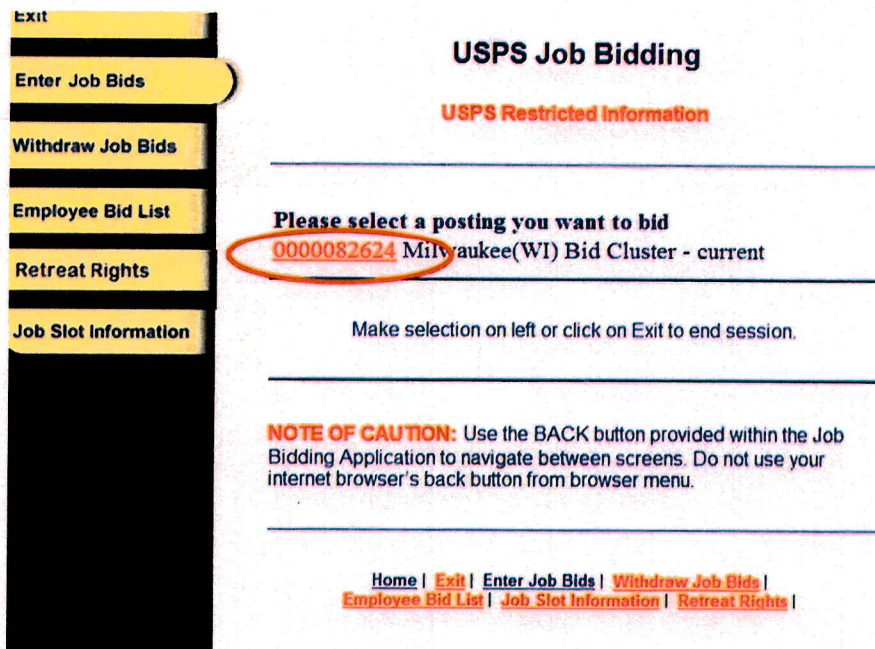 Exit
Enter Job Bids
Withdraw Job Bids
Employee Bid List
Retreat Rights
Job Slot Information
USPS Job Bidding
USPS Restricted Information
Please select a posting you want to bid
0000082624 Milwaukee(WI) Bid Cluster - current
Make selection on left or click on Exit to end session.
NOTE OF CAUTION: Use the BACK button provided within the Job
Bidding Application to navigate between screens. Do not use your
internet browser's back button from browser menu.
Home | Exit | Enter Job Bids | Withdraw Job Bids |
Employee Bid List | Job Slot Information | Retreat Rights |